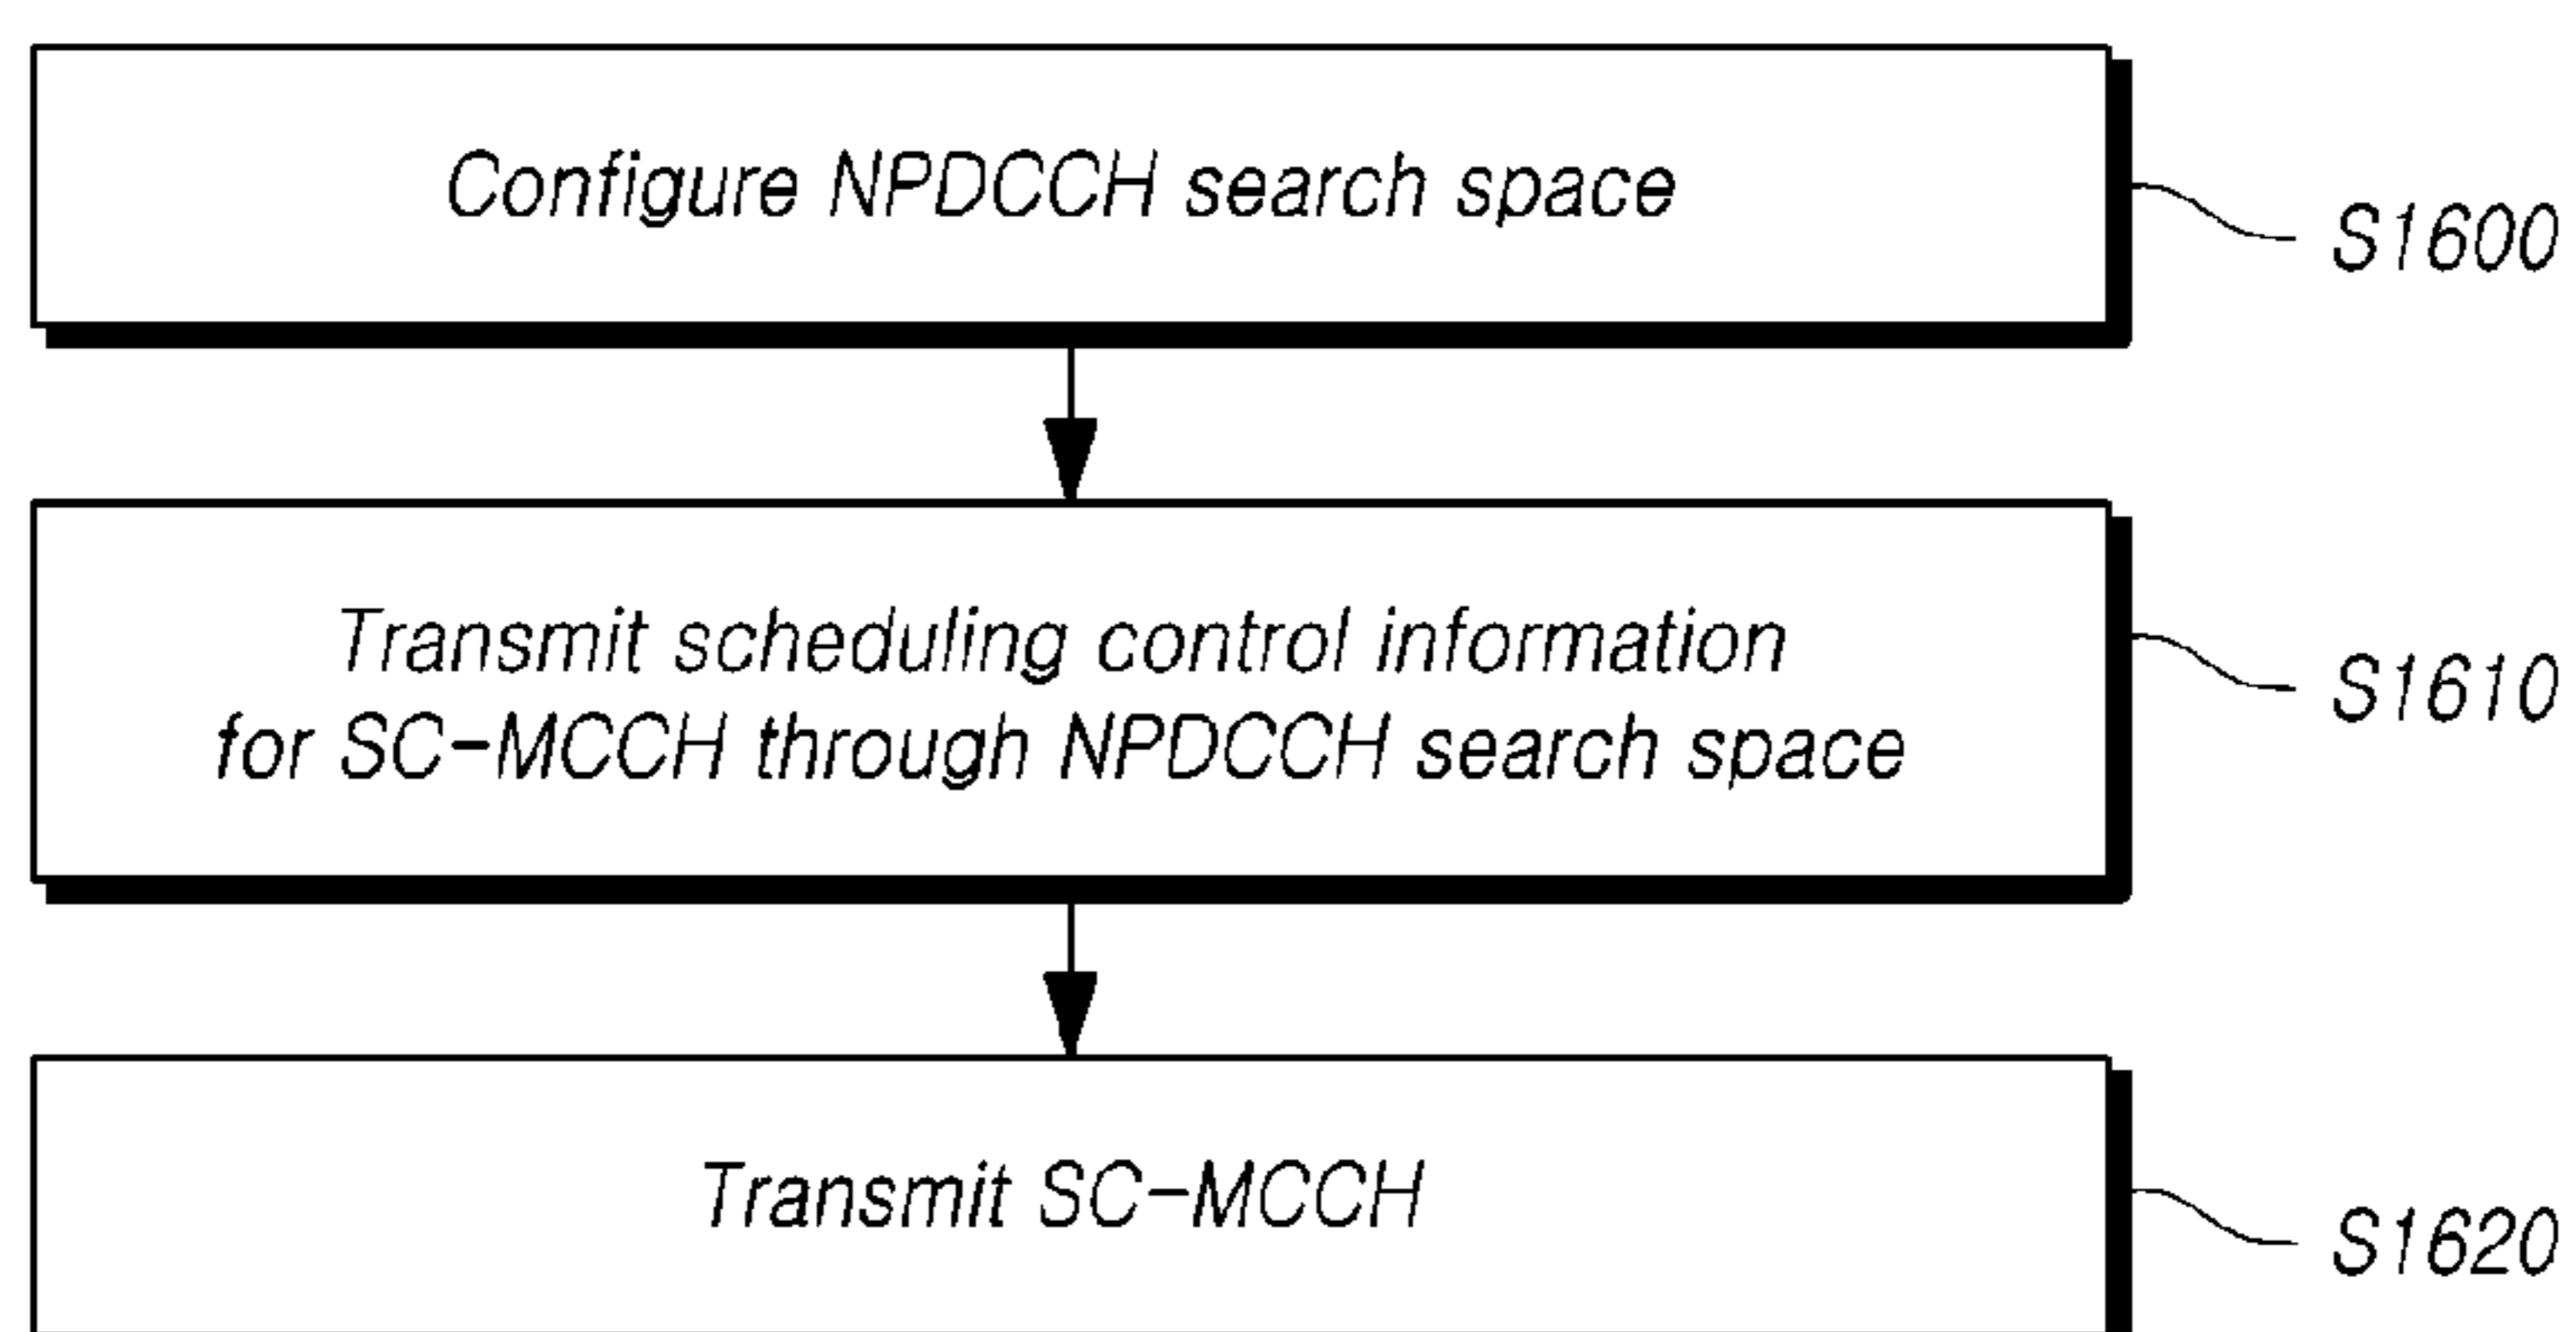 Configure NPDCCH search space
S1600
Transmit scheduling control information
for SC-MCCH through NPDCCH search space
S1610
Transmit SC-MCCH
S1620